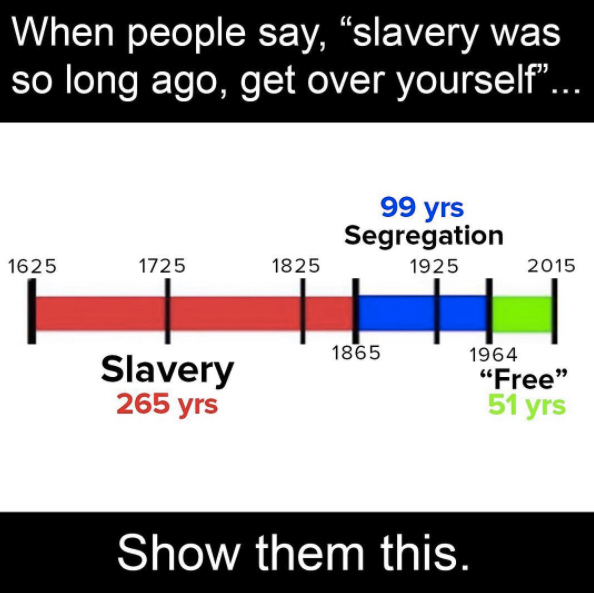 When people say, “slavery was
so long ago, get over yourself”...
99 yrs
Segregation
1625 1725 1825 1925 2015
1865 1964
Slavery
265 yrs
“Free”
51 yrs
Show them this.